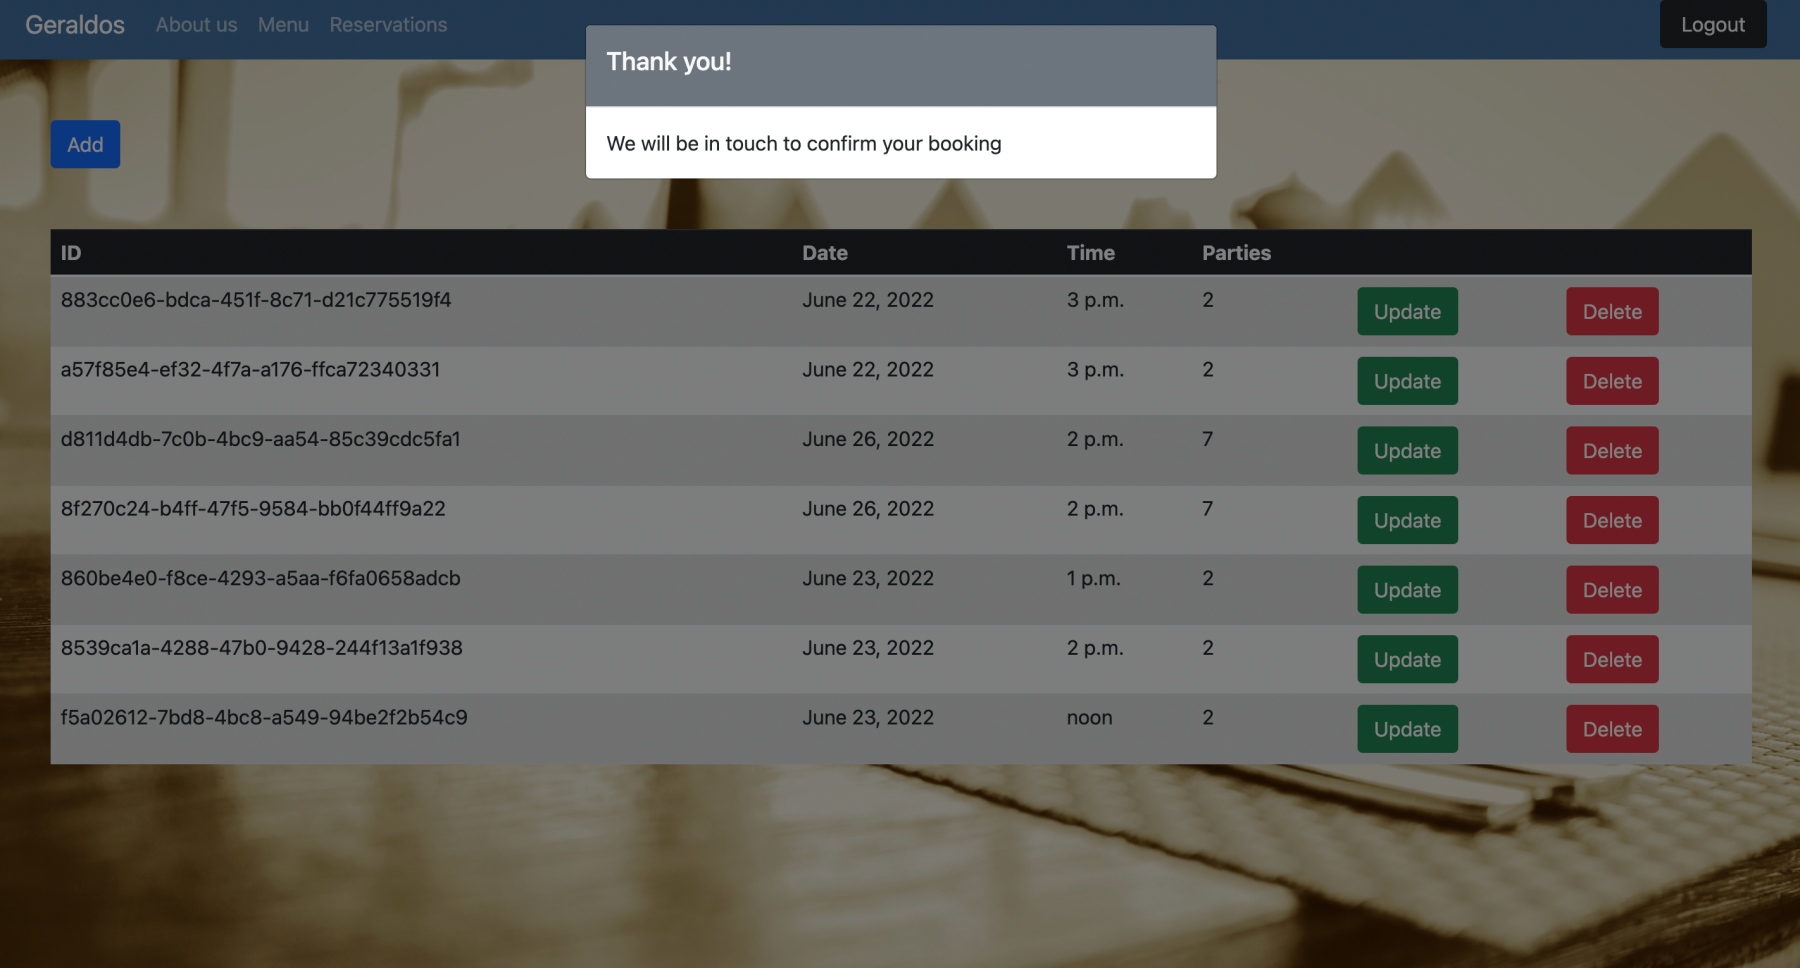 Geraldos About us Menu Reservations Logout
Thank you!
We will be in touch to confirm your booking
Add
ID Date Time Parties
883cc0e6-bdca-451f-8c71-d21c775519f4 June 22, 2022 3 p.m. 2 Update Delete
a57f85e4-ef32-4f7a-a176-ffca72340331 June 22, 2022 3 p.m. 2 Update Delete
d811d4db-7c0b-4bc9-aa54-85c39cdc5fa1 June 26, 2022 2 p.m. 7 Update Delete
8f270c24-b4ff-47f5-9584-bb0f44ff9a22 June 26, 2022 2 p.m. 7 Update Delete
860be4e0-f8ce-4293-a5aa-f6fa0658adcb June 23, 2022 1 p.m. 2 Update Delete
8539ca1a-4288-47b0-9428-244f13a1f938 June 23, 2022 2 p.m. 2 Update Delete
f5a02612-7bd8-4bc8-a549-94be2f2b54c9 June 23, 2022 noon 2 Update Delete